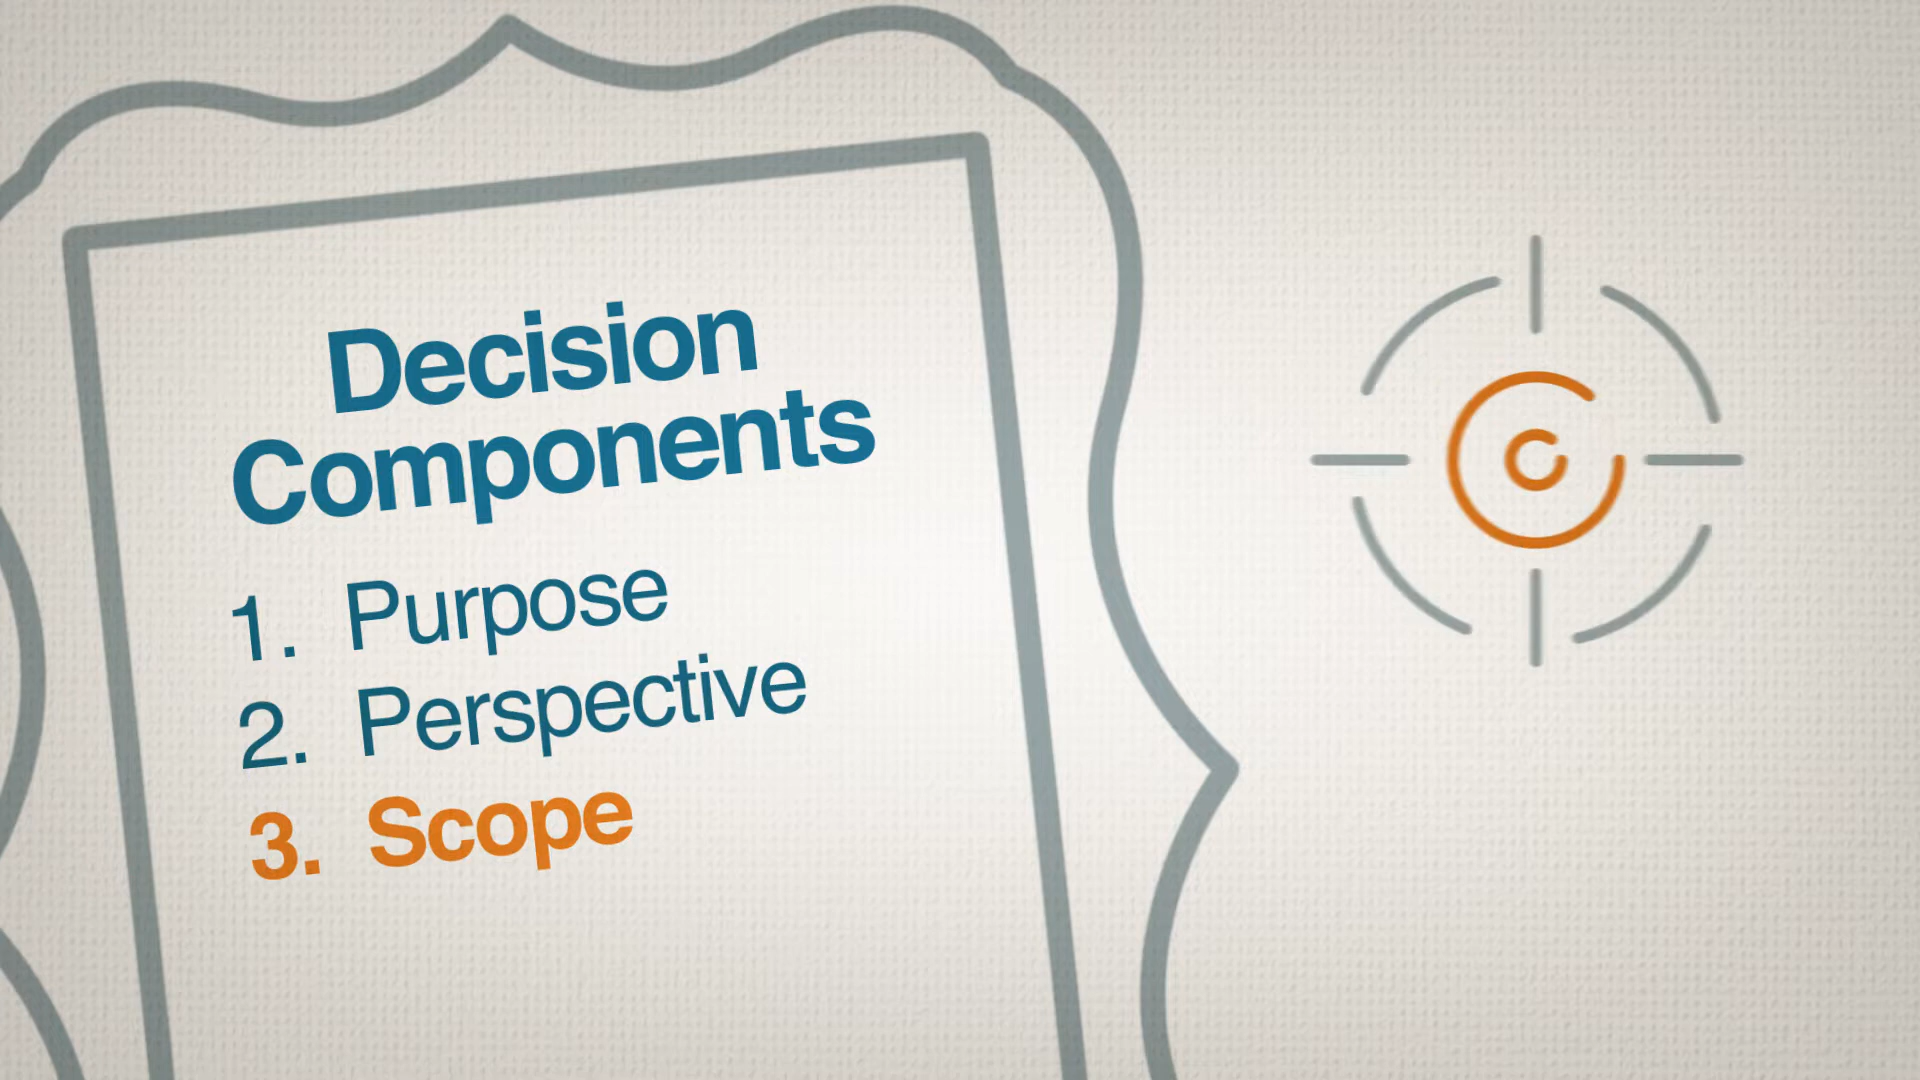 Decision
Components
1. Purpose
2. Perspective
3. Scope